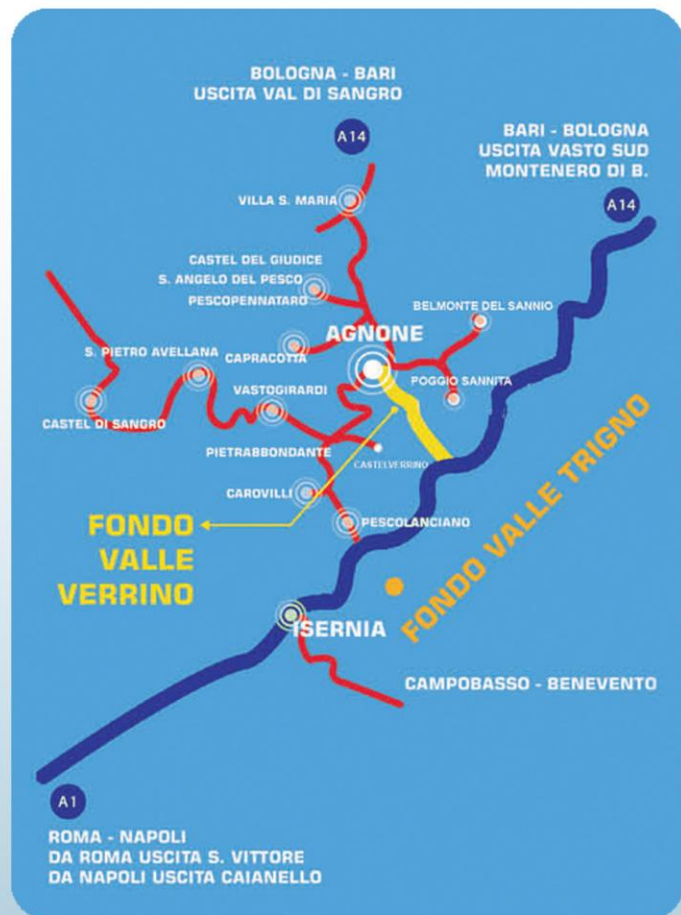 BOLOGNA - BARI
USCITA VAL DI SANGRO
A14
BARI - BOLOGNA
USCITA VASTO SUD
MONTENERO DI B.
A14
VILLA S. MARIA
CASTEL DEL GIUDICE
S. ANGELO DEL PESCO
PESCOPENNATARO
BELMONTE DEL SANNIO
AGNONE
S. PIETRO AVELLANA
CAPRACOTTA
POGGIO SANNITA
VASTOGIRARDI
CASTEL DI SANGRO
PIETRABBONDANTE
CASTELVERRINO
CAROVILLI
PESCOLANCIANO
FONDO
VALLE
VERRINO
FONDO VALLE TRIGNO
ISERNIA
CAMPOBASSO - BENEVENTO
A1
ROMA - NAPOLI
DA ROMA USCITA S. VITTORE
DA NAPOLI USCITA CAIANELLO